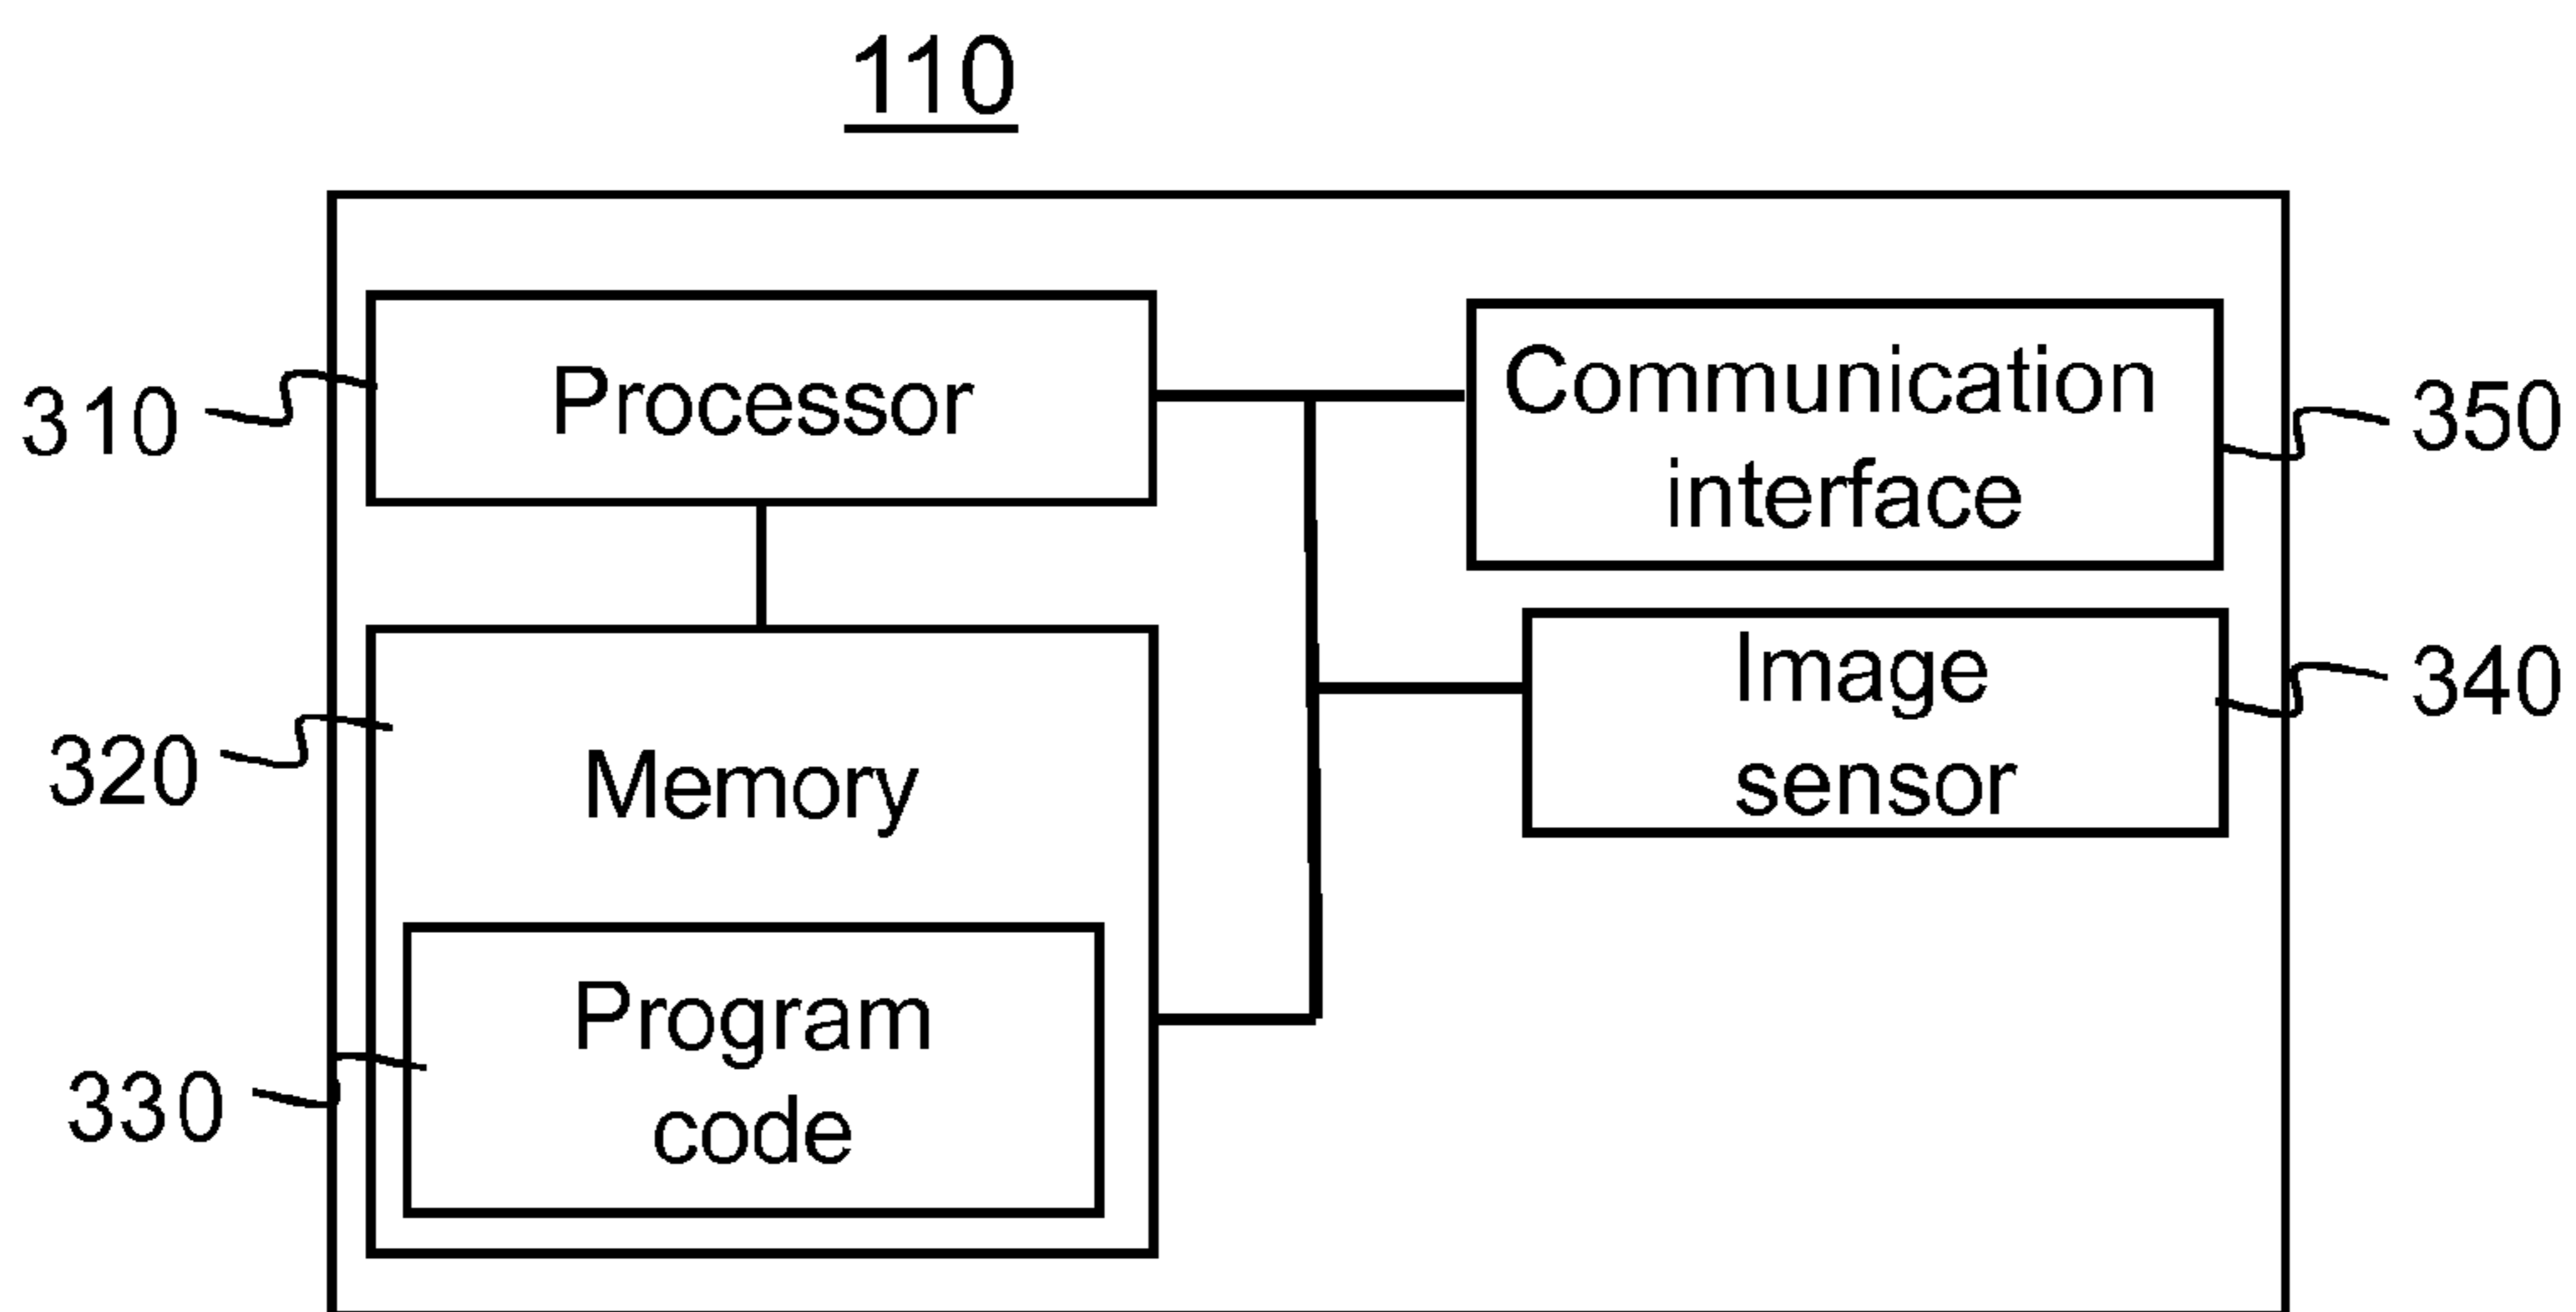 110
310
Processor
Communication
interface
350
320
Memory
Image
sensor
340
330
Program
code